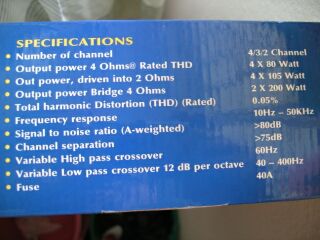 SPECIFICATIONS
• Number of channel 4/3/2 Channel
• Output power 4 Ohms® Rated THD 4 X 80 Watt
• Out power, driven into 2 Ohms 4 X 105 Watt
• Output power Bridge 4 Ohms 2 X 200 Watt
• Total harmonic Distortion (THD) (Rated) 0.05%
• Frequency response 10Hz – 50KHz
• Signal to noise ratio (A-weighted) >80dB
• Channel separation >75dB
• Variable High pass crossover 60Hz
• Variable Low pass crossover 12 dB per octave 40 – 400Hz
• Fuse 40A